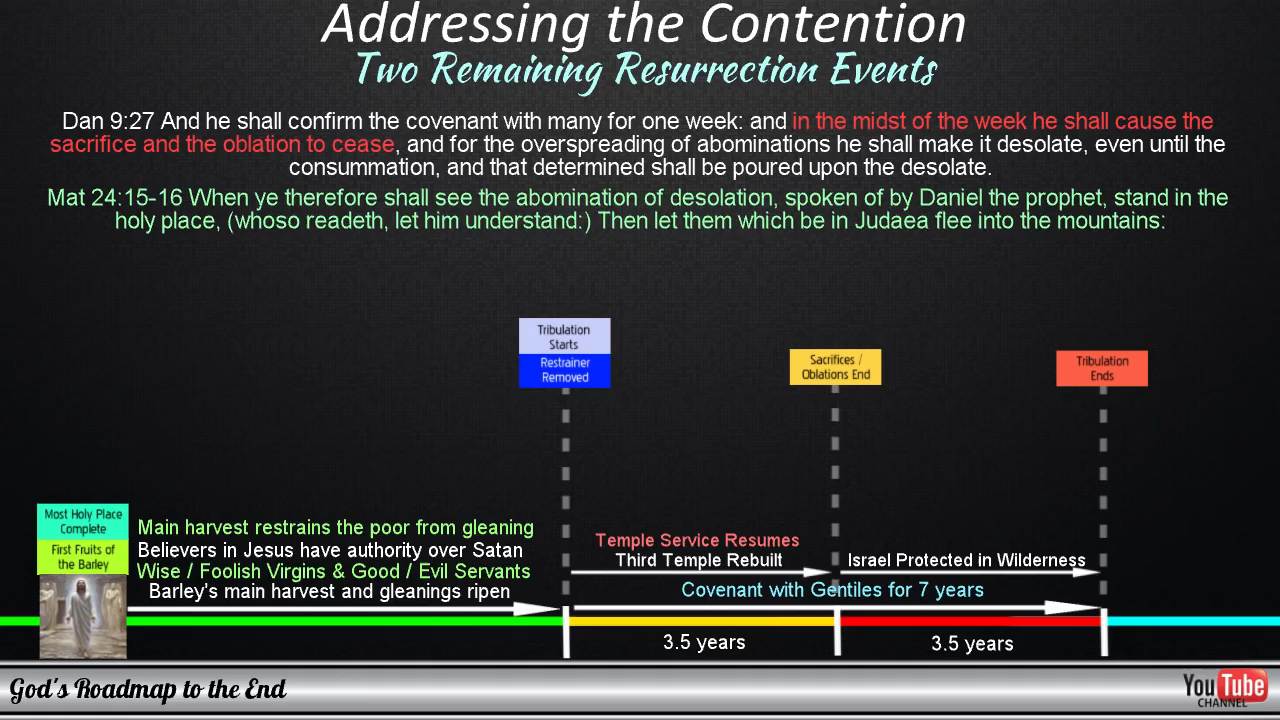 Addressing the Contention
Two Remaining Resurrection Events
Dan 9:27 And he shall confirm the covenant with many for one week: and in the midst of the week he shall cause the
sacrifice and the oblation to cease, and for the overspreading of abominations he shall make it desolate, even until the
consummation, and that determined shall be poured upon the desolate.
Mat 24:15-16 When ye therefore shall see the abomination of desolation, spoken of by Daniel the prophet, stand in the
holy place, (whoso readeth, let him understand:) Then let them which be in Judaea flee into the mountains:
Tribulation
Starts
Restrainer
Removed
Sacrifices /
Oblations End
Tribulation
Ends
Most Holy Place
Complete
First Fruits of
the Barley
Main harvest restrains the poor from gleaning
Believers in Jesus have authority over Satan
Wise / Foolish Virgins & Good / Evil Servants
Barley's main harvest and gleanings ripen
Temple Service Resumes
Third Temple Rebuilt
Israel Protected in Wilderness
Covenant with Gentiles for 7 years
3.5 years
3.5 years
God's Roadmap to the End
YouTube
CHANNEL